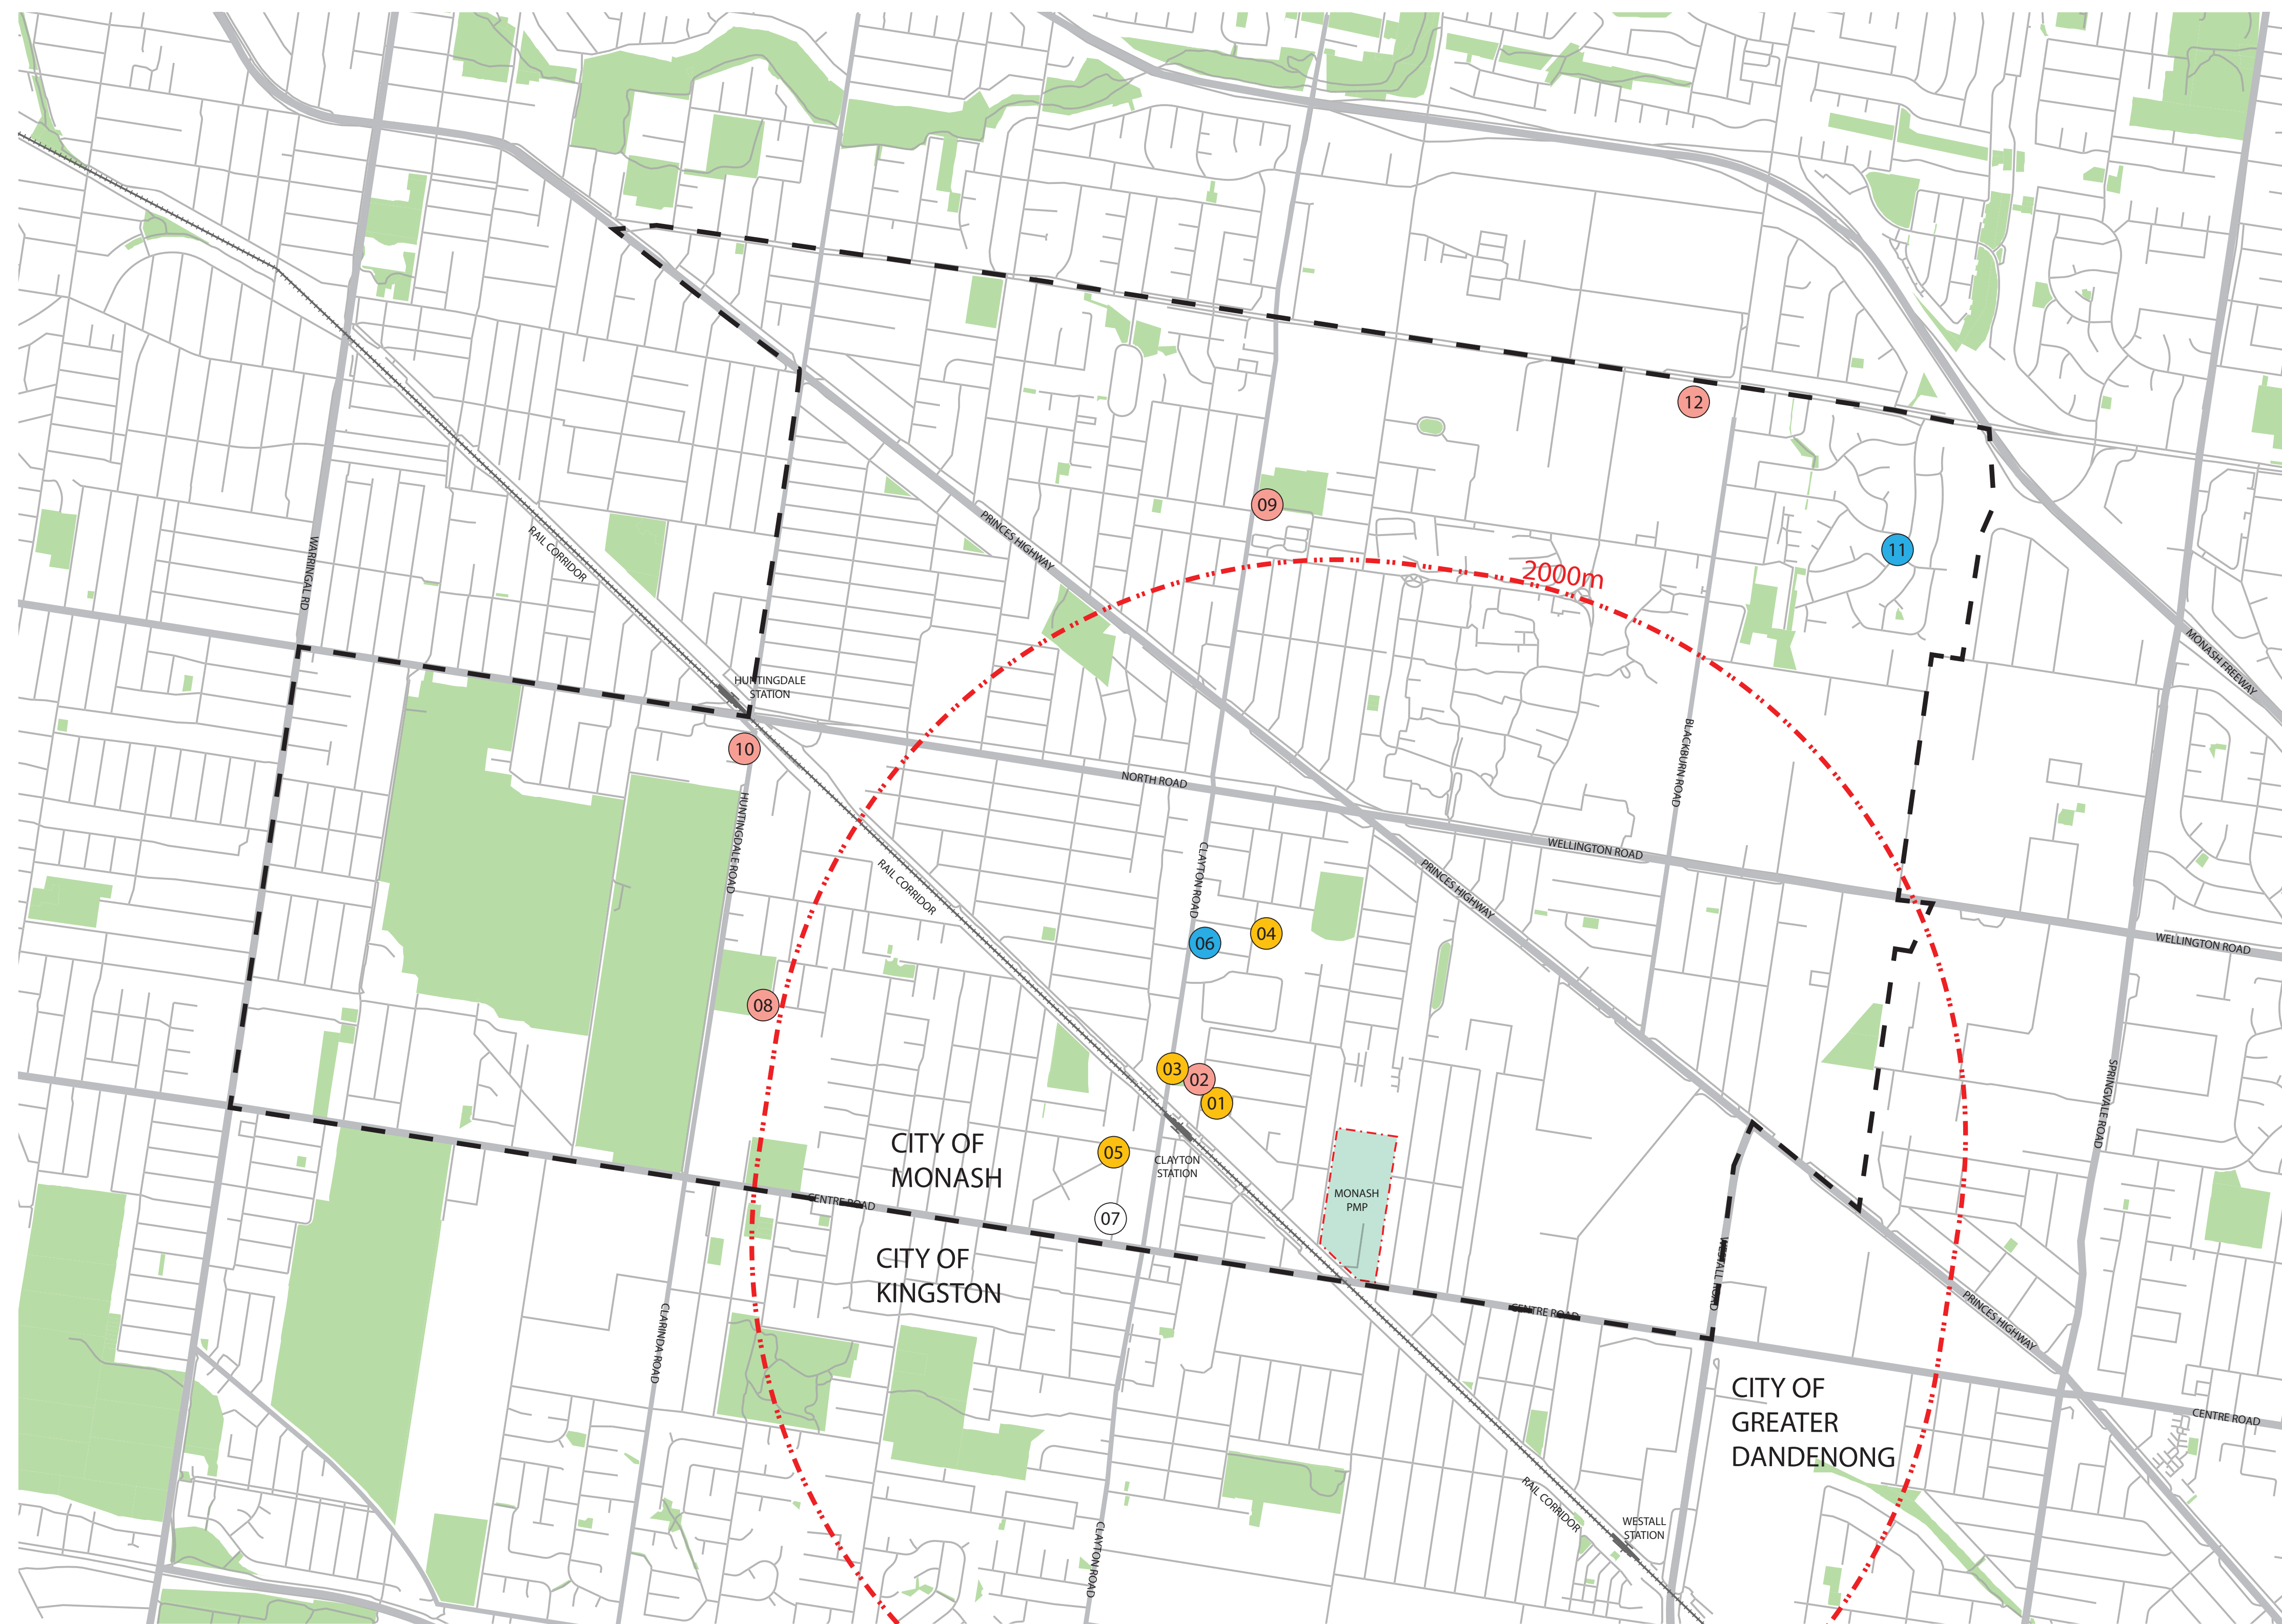 12
09
PRINCES HIGHWAY
RAIL CORRIDOR
WARRINGAL RD
11
2000m
MONASH FREEWAY
HUNTINGDALE
STATION
10
NORTH ROAD
BLACKBURN ROAD
HUNTINGDALE ROAD
CLAYTON ROAD
WELLINGTON ROAD
RAIL CORRIDOR
PRINCES HIGHWAY
06
04
WELLINGTON ROAD
08
03
02
01
SPRINGVALE ROAD
CITY OF
MONASH
05
CLAYTON
STATION
MONASH
PMP
CENTRE ROAD
07
CITY OF
KINGSTON
WESTALL ROAD
CENTRE ROAD
PRINCES HIGHWAY
CLARINDA ROAD
CITY OF
GREATER
DANDENONG
CENTRE ROAD
RAIL CORRIDOR
WESTALL
STATION
CLAYTON ROAD